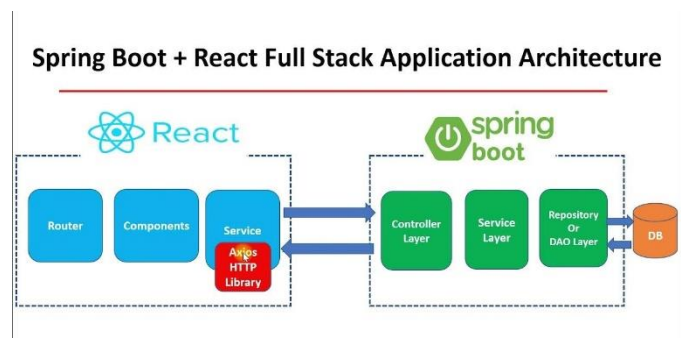 Spring Boot + React Full Stack Application Architecture
React
spring
boot
Router
Components
Service
Axios
HTTP
Library
Controller
Layer
Service
Layer
Repository
Or
DAO Layer
DB